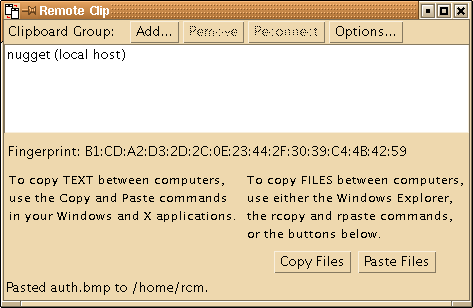 Remote Clip
Clipboard Group: Add... Remove Reconnect Options...
nugget (local host)
Fingerprint: B1:CD:A2:D3:2D:2C:0E:23:44:2F:30:39:C4:4B:42:59
To copy TEXT between computers,
use the Copy and Paste commands
in your Windows and X applications.
To copy FILES between computers,
use either the Windows Explorer,
the rcopy and rpaste commands,
or the buttons below.
Copy Files Paste Files
Pasted auth.bmp to /home/rcm.